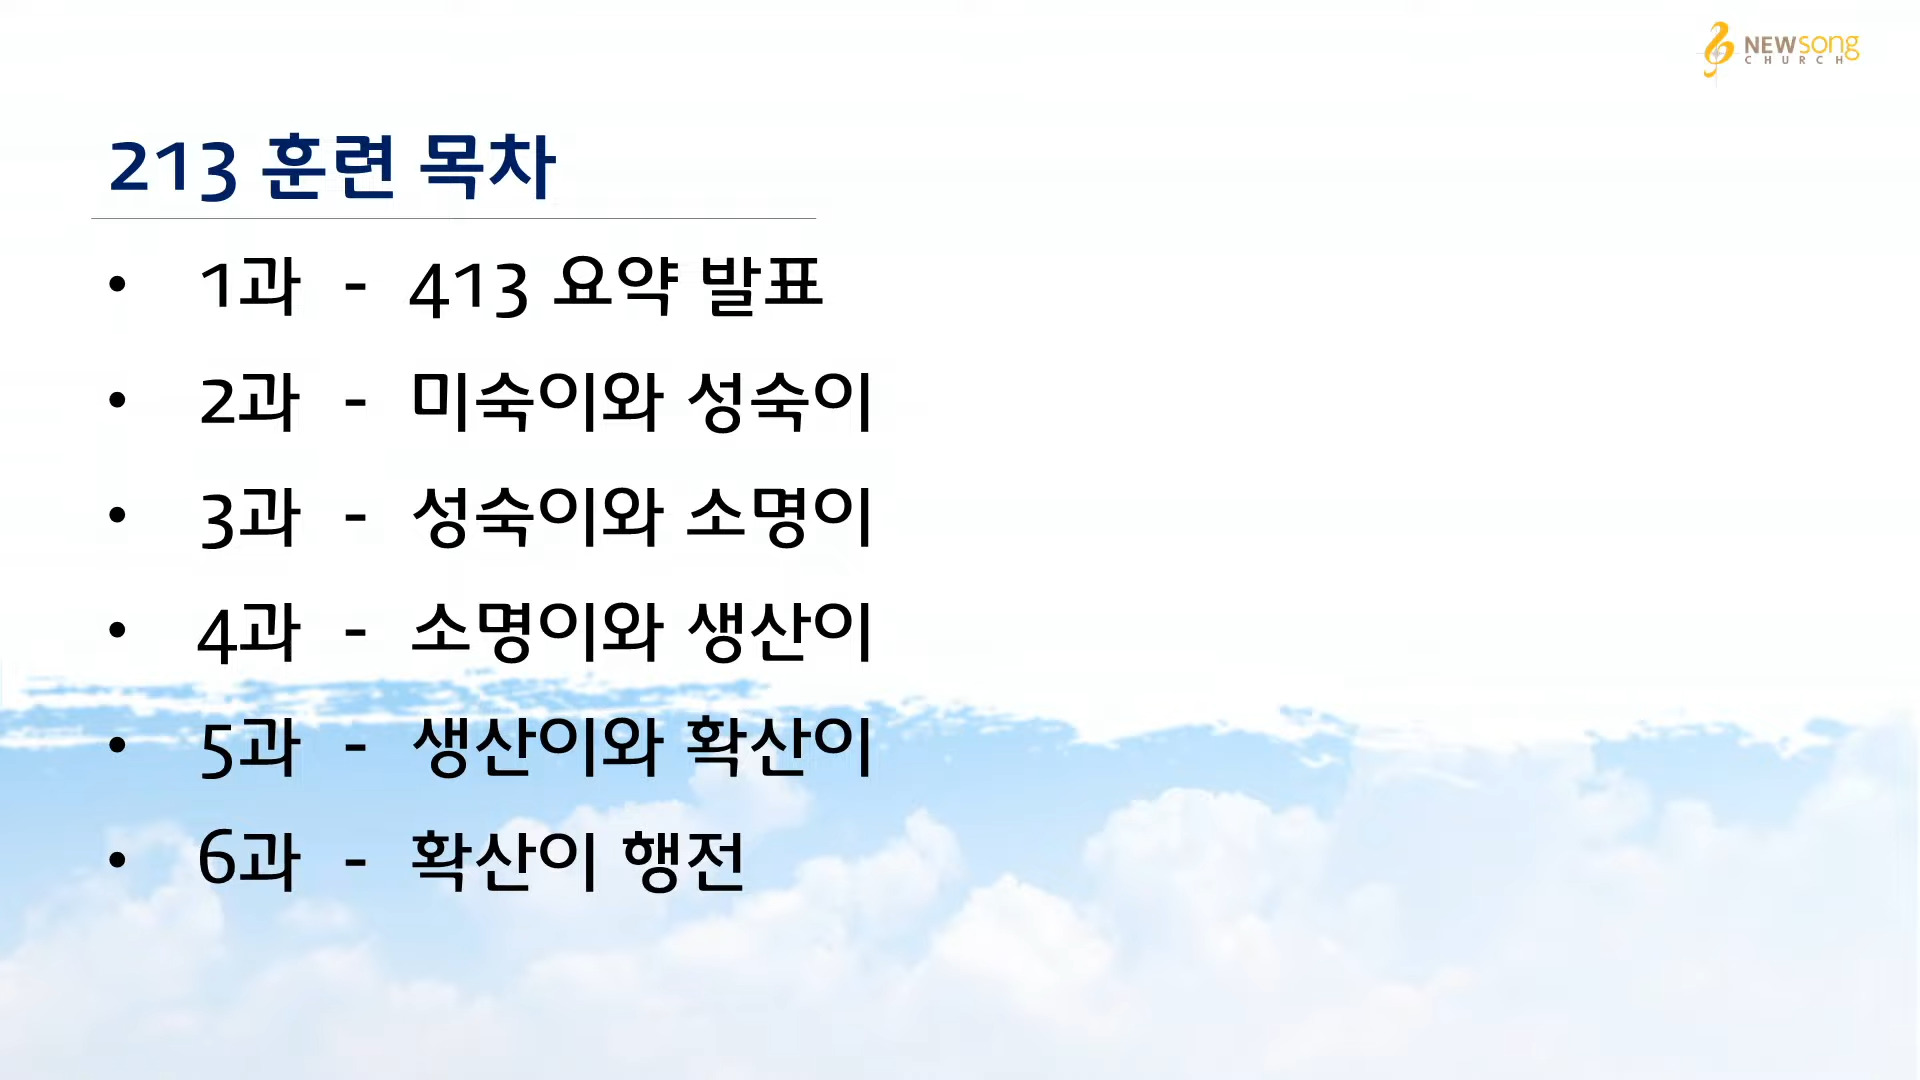 NEWsong
CHURCH
213 훈련 목차
• 1과 - 413 요약 발표
• 2과 - 미숙이와 성숙이
• 3과 - 성숙이와 소명이
• 4과 - 소명이와 생산이
• 5과 - 생산이와 확산이
• 6과 - 확산이 행전